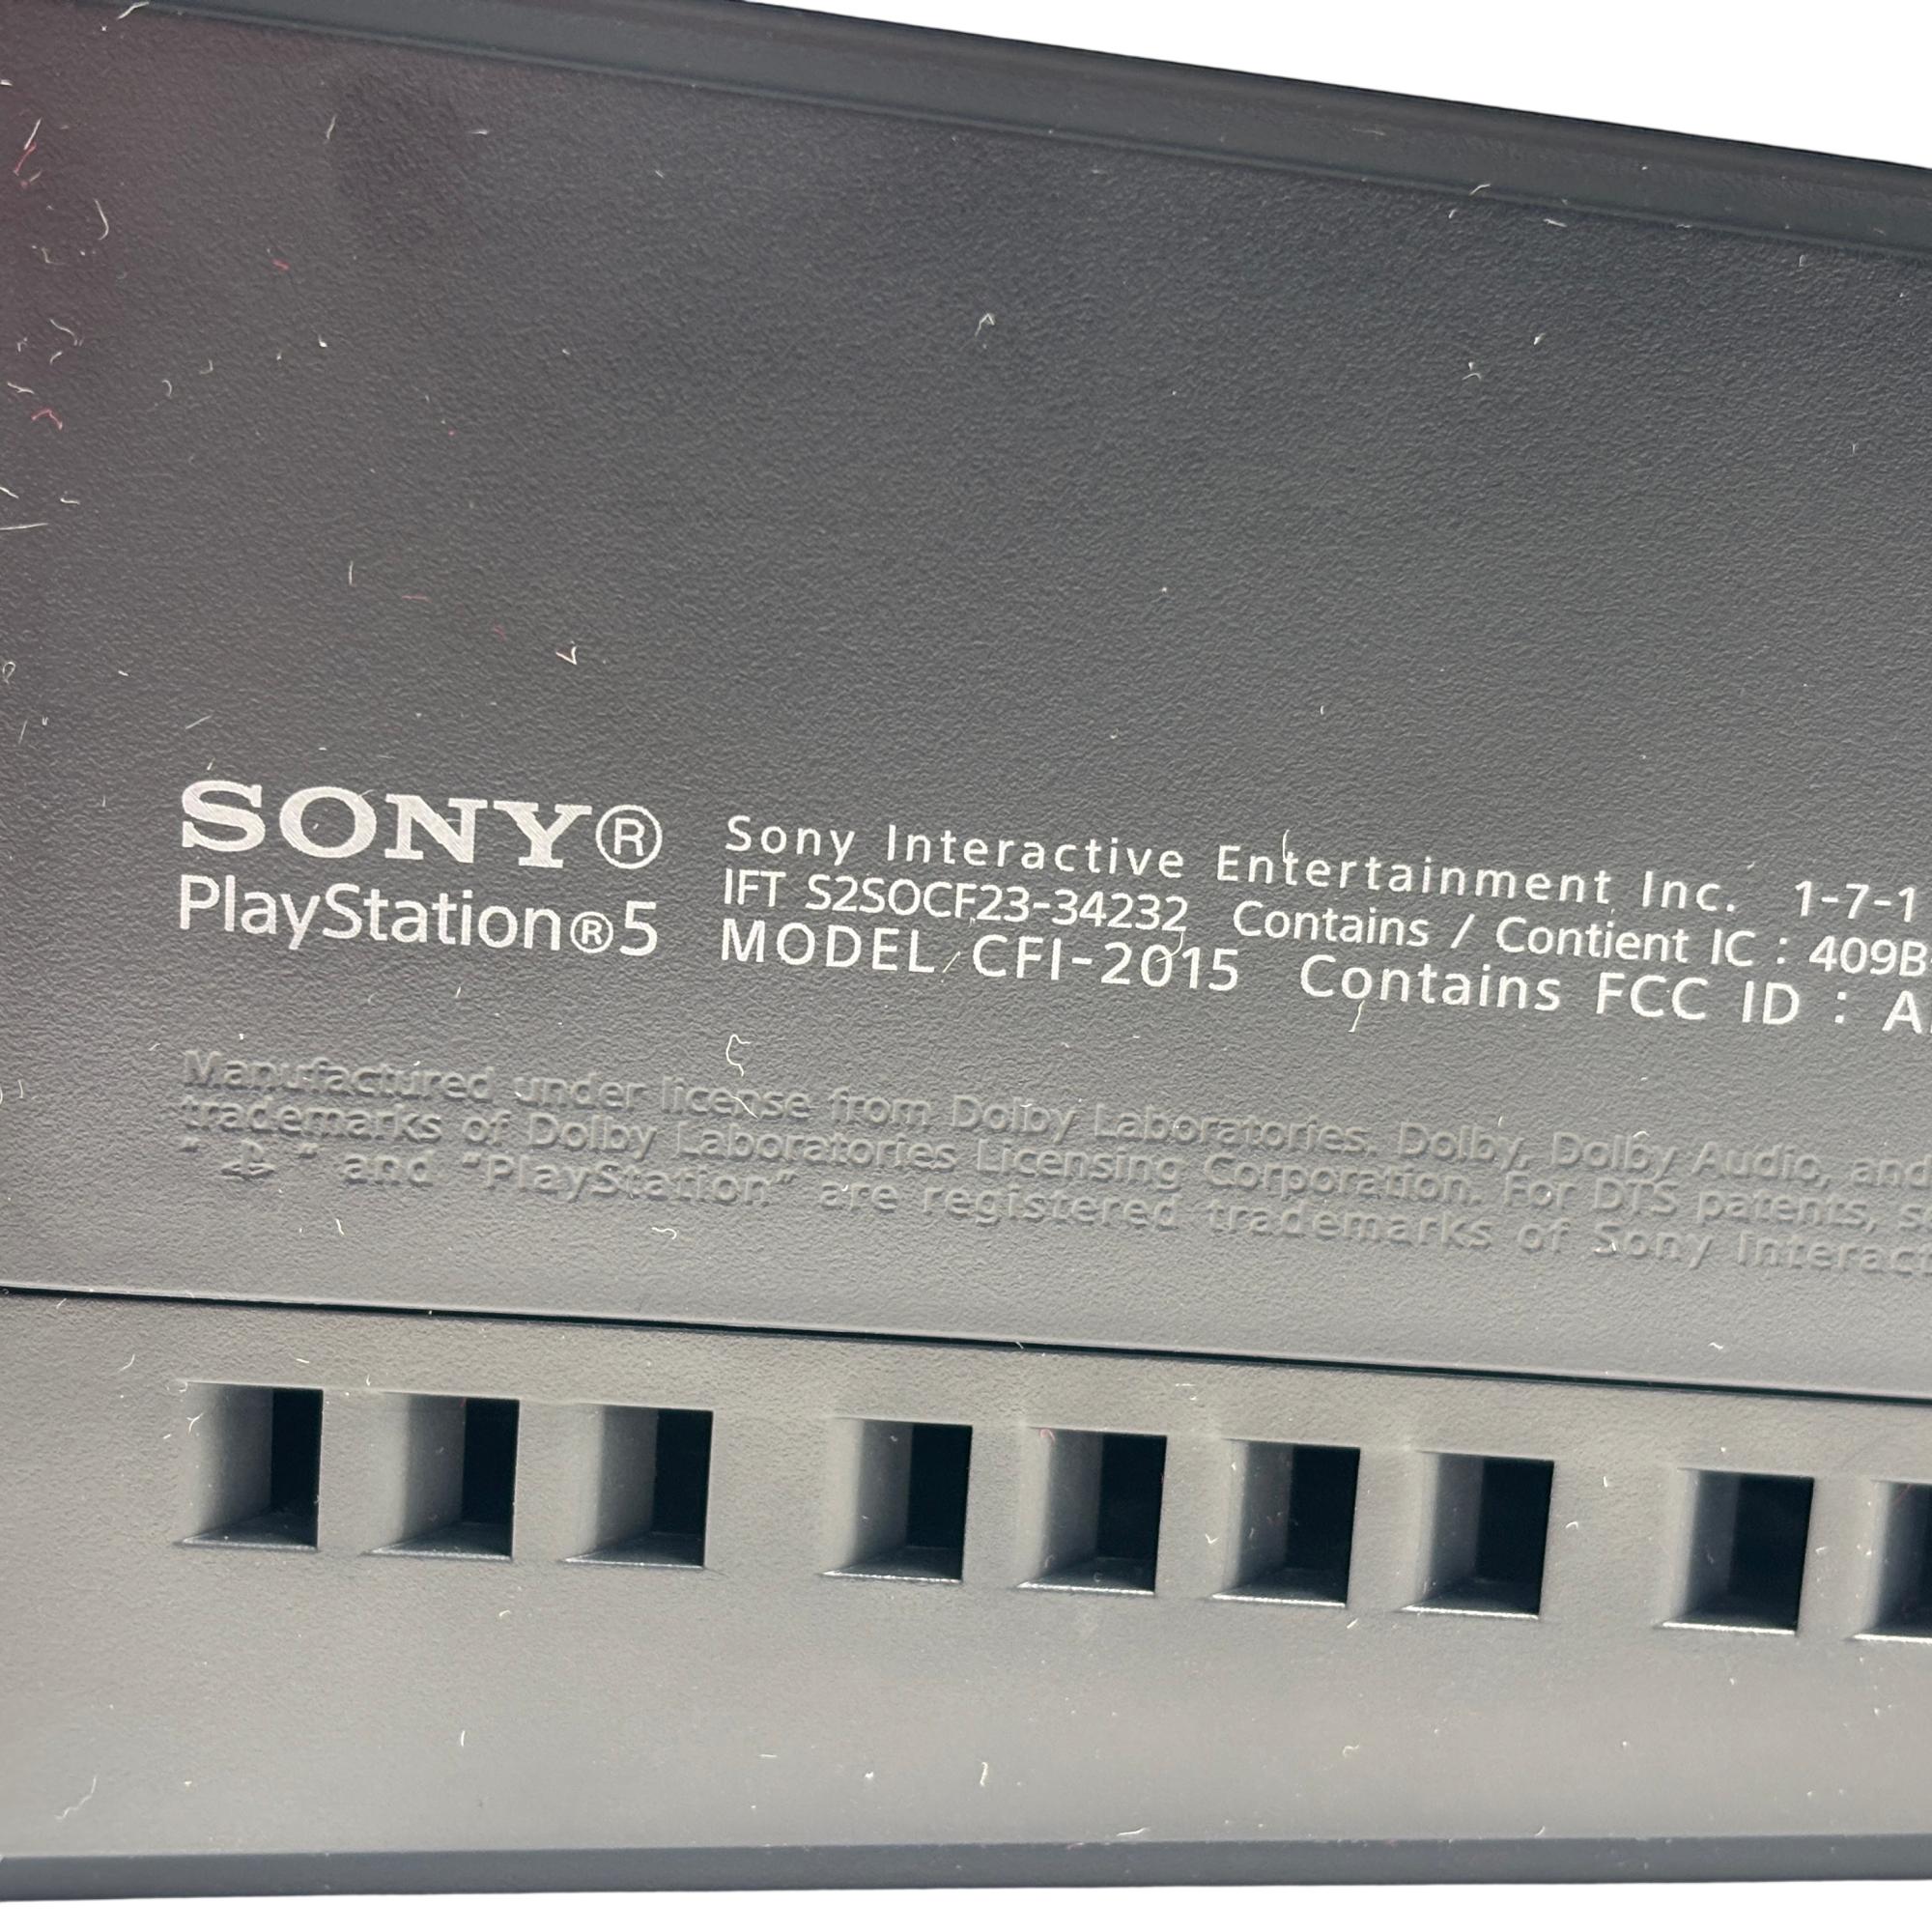 SONY®
PlayStation®5
Sony Interactive Entertainment Inc. 1-7-1
IFT S2SOCF23-34232 Contains / Contient IC : 409B
MODEL CFI-2015 Contains FCC ID : A
Manufactured under license from Dolby Laboratories. Dolby, Dolby Audio, and
trademarks of Dolby Laboratories Licensing Corporation. For DTS patents, s
" " and "PlayStation" are registered trademarks of Sony Interact